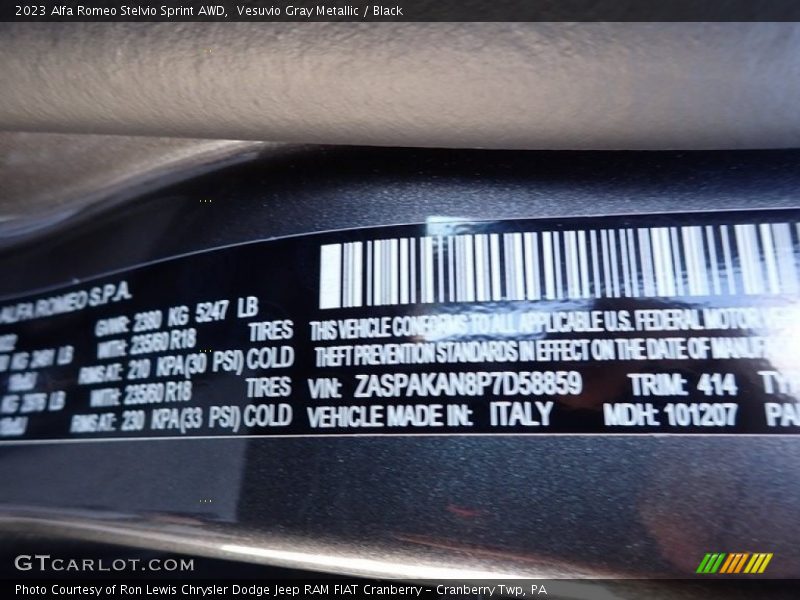 2023 Alfa Romeo Stelvio Sprint AWD, Vesuvio Gray Metallic / Black
ALFA ROMEO S.P.A.
GWR: 2380 KG 5247 LB
WITH: 235/60 R18 TIRES
RIMS AT: 210 KPA(30 PSI) COLD
WITH: 235/60 R18 TIRES
RIMS AT: 230 KPA(33 PSI) COLD
THIS VEHICLE CONFORMS TO ALL APPLICABLE U.S. FEDERAL MOTOR
THEFT PREVENTION STANDARDS IN EFFECT ON THE DATE OF MANUF
VIN: ZASPAKAN8P7D58859 TRIM: 414
VEHICLE MADE IN: ITALY MDH: 101207
GTCARLOT.COM
Photo Courtesy of Ron Lewis Chrysler Dodge Jeep RAM FIAT Cranberry - Cranberry Twp, PA